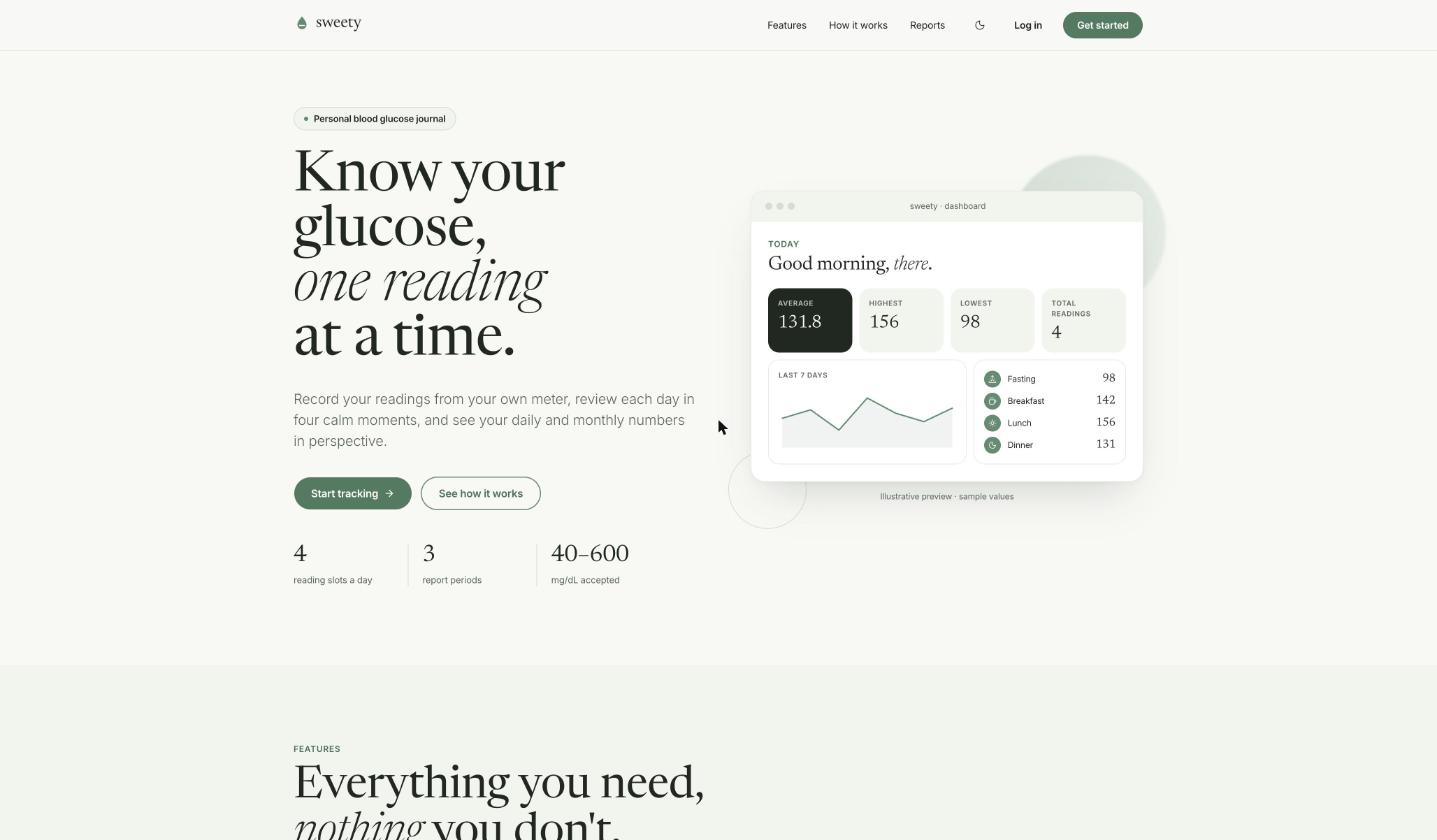 sweety
Features
How it works
Reports
Log in
Get started
Personal blood glucose journal
Know your
glucose,
one reading
at a time.
Record your readings from your own meter, review each day in
four calm moments, and see your daily and monthly numbers
in perspective.
Start tracking
See how it works
4
reading slots a day
3
report periods
40–600
mg/dL accepted
sweety · dashboard
TODAY
Good morning, there.
AVERAGE
131.8
HIGHEST
156
LOWEST
98
TOTAL
READINGS
4
LAST 7 DAYS
Fasting 98
Breakfast 142
Lunch 156
Dinner 131
Illustrative preview · sample values
FEATURES
Everything you need,
nothing you don't.